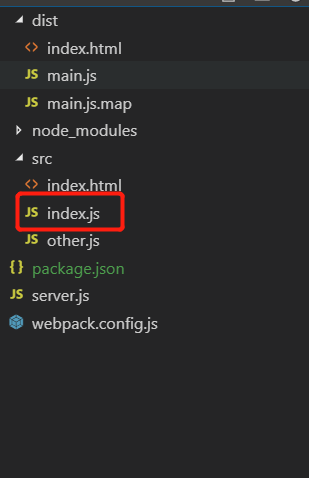 dist
<> index.html
JS main.js
JS main.js.map
node_modules
src
<> index.html
JS index.js
JS other.js
{} package.json
JS server.js
webpack.config.js